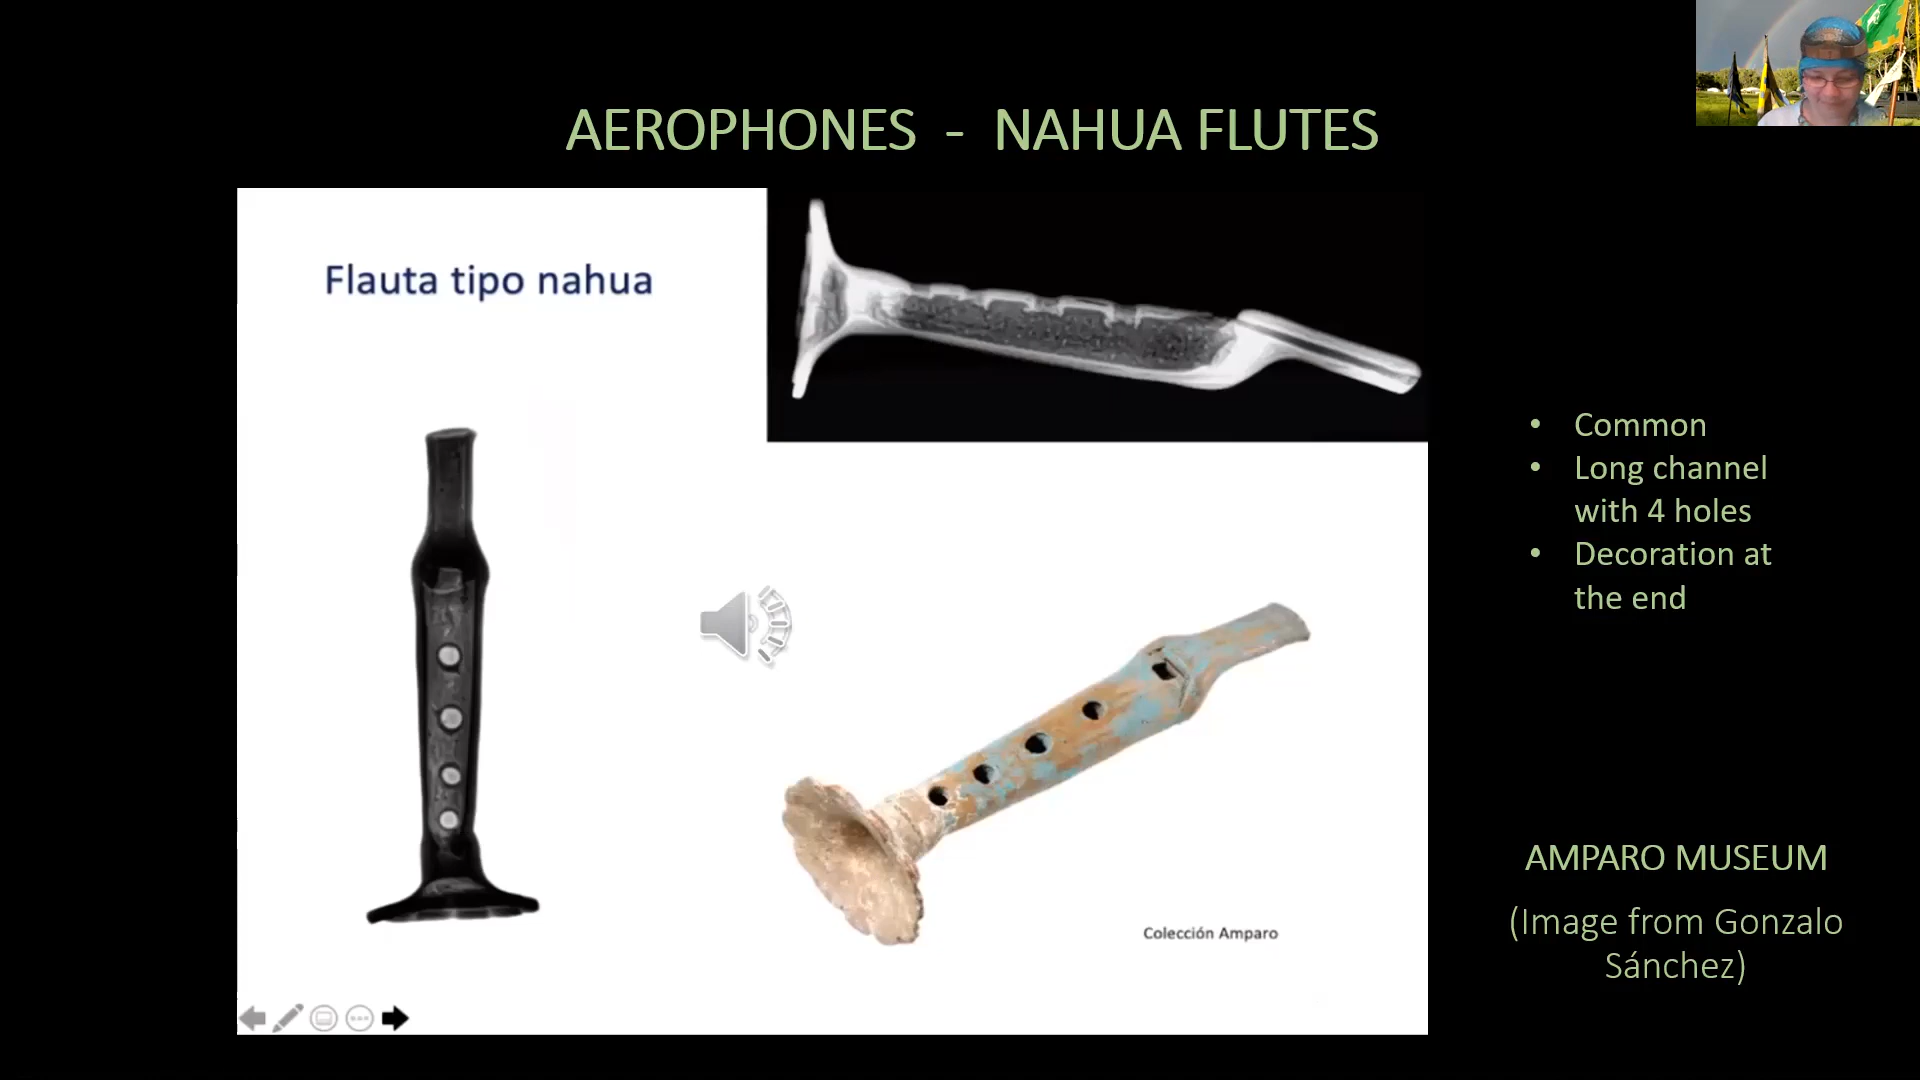 AEROPHONES - NAHUA FLUTES
Flauta tipo nahua
• Common
• Long channel
with 4 holes
• Decoration at
the end
Colección Amparo
AMPARO MUSEUM
(Image from Gonzalo
Sánchez)